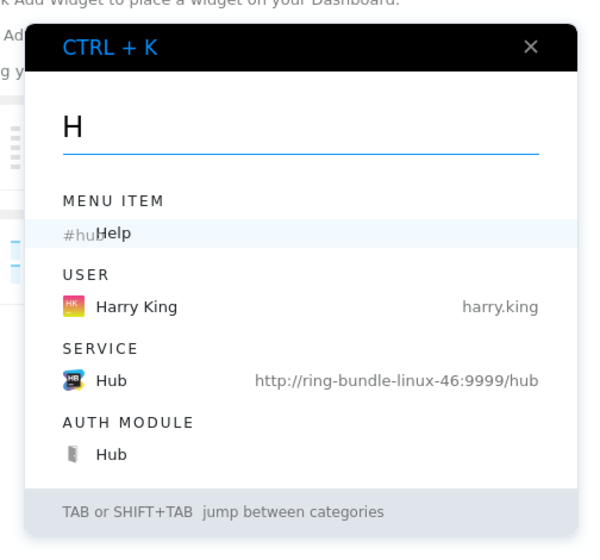 k Add Widget to place a widget on your Dashboard.
Ad
g y
CTRL + K
H
MENU ITEM
#hub Help
USER
HK Harry King harry.king
SERVICE
HB Hub http://ring-bundle-linux-46:9999/hub
AUTH MODULE
Hub
TAB or SHIFT+TAB jump between categories